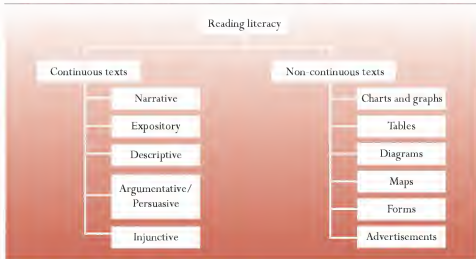 Reading literacy
Continuous texts
Narrative
Expository
Descriptive
Argumentative/
Persuasive
Injunctive
Non-continuous texts
Charts and graphs
Tables
Diagrams
Maps
Forms
Advertisements